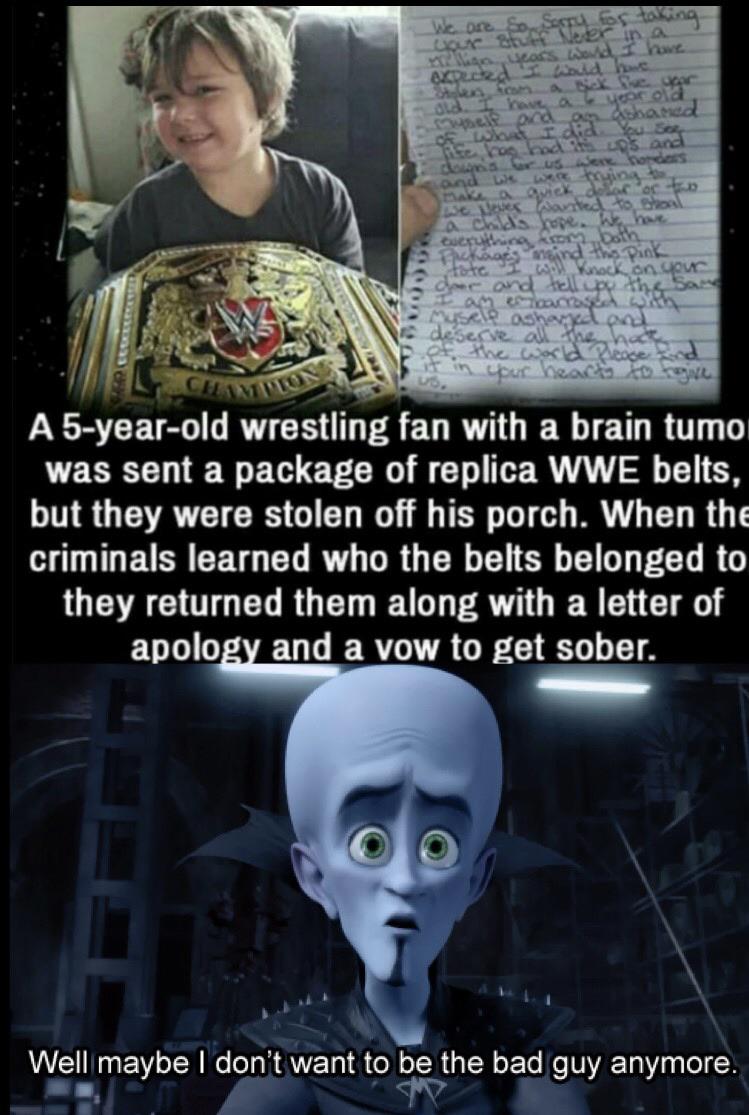 We are so sorry for taking
your stuff Never in a
million years would I have
expected I would have
stolen from a sick five year
old I have a 6 year old
myself and am ashamed
of what I did. You see
life has had its ups and
downs for us were homeless
and we were trying to
make a quick dollar or two
We never wanted to steal
a child's hope. We have
everything from both
Packages and the Pink
tote I will knock on your
door and tell you the same
I am embarrassed with
myself ashamed and
deserve all the hate
of the world Please find
it in your hearts to
us.
W
CHAMPION
A 5-year-old wrestling fan with a brain tumo
was sent a package of replica WWE belts,
but they were stolen off his porch. When the
criminals learned who the belts belonged to
they returned them along with a letter of
apology and a vow to get sober.
Well maybe I don't want to be the bad guy anymore.